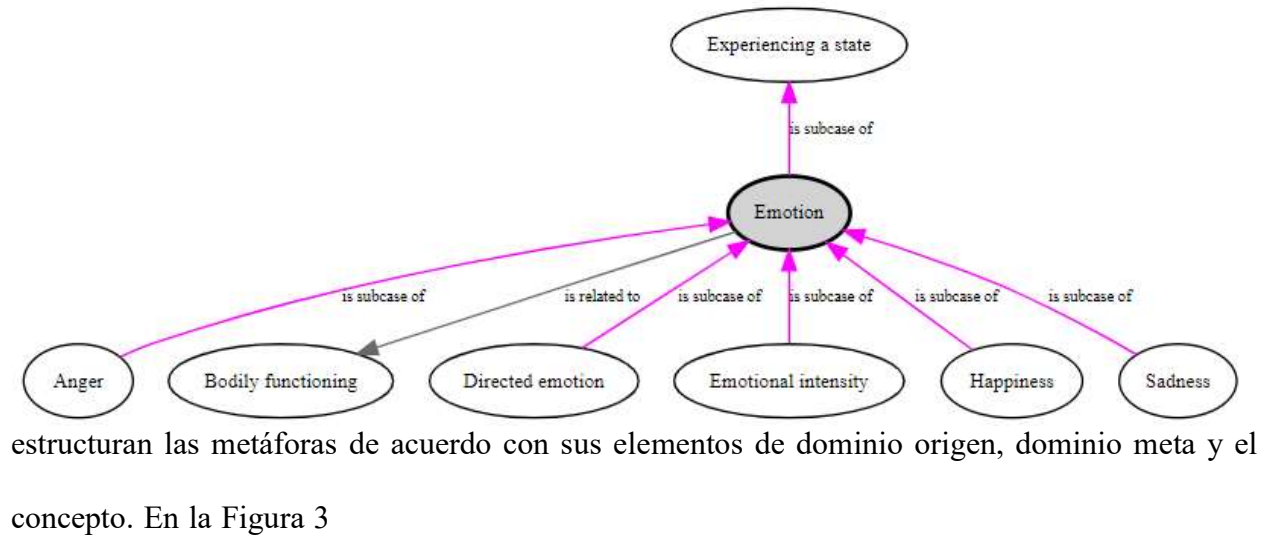 Experiencing a state
is subcase of
Emotion
is subcase of is related to is subcase of is subcase of is subcase of is subcase of
Anger Bodily functioning Directed emotion Emotional intensity Happiness Sadness
estructuran las metáforas de acuerdo con sus elementos de dominio origen, dominio meta y el
concepto. En la Figura 3